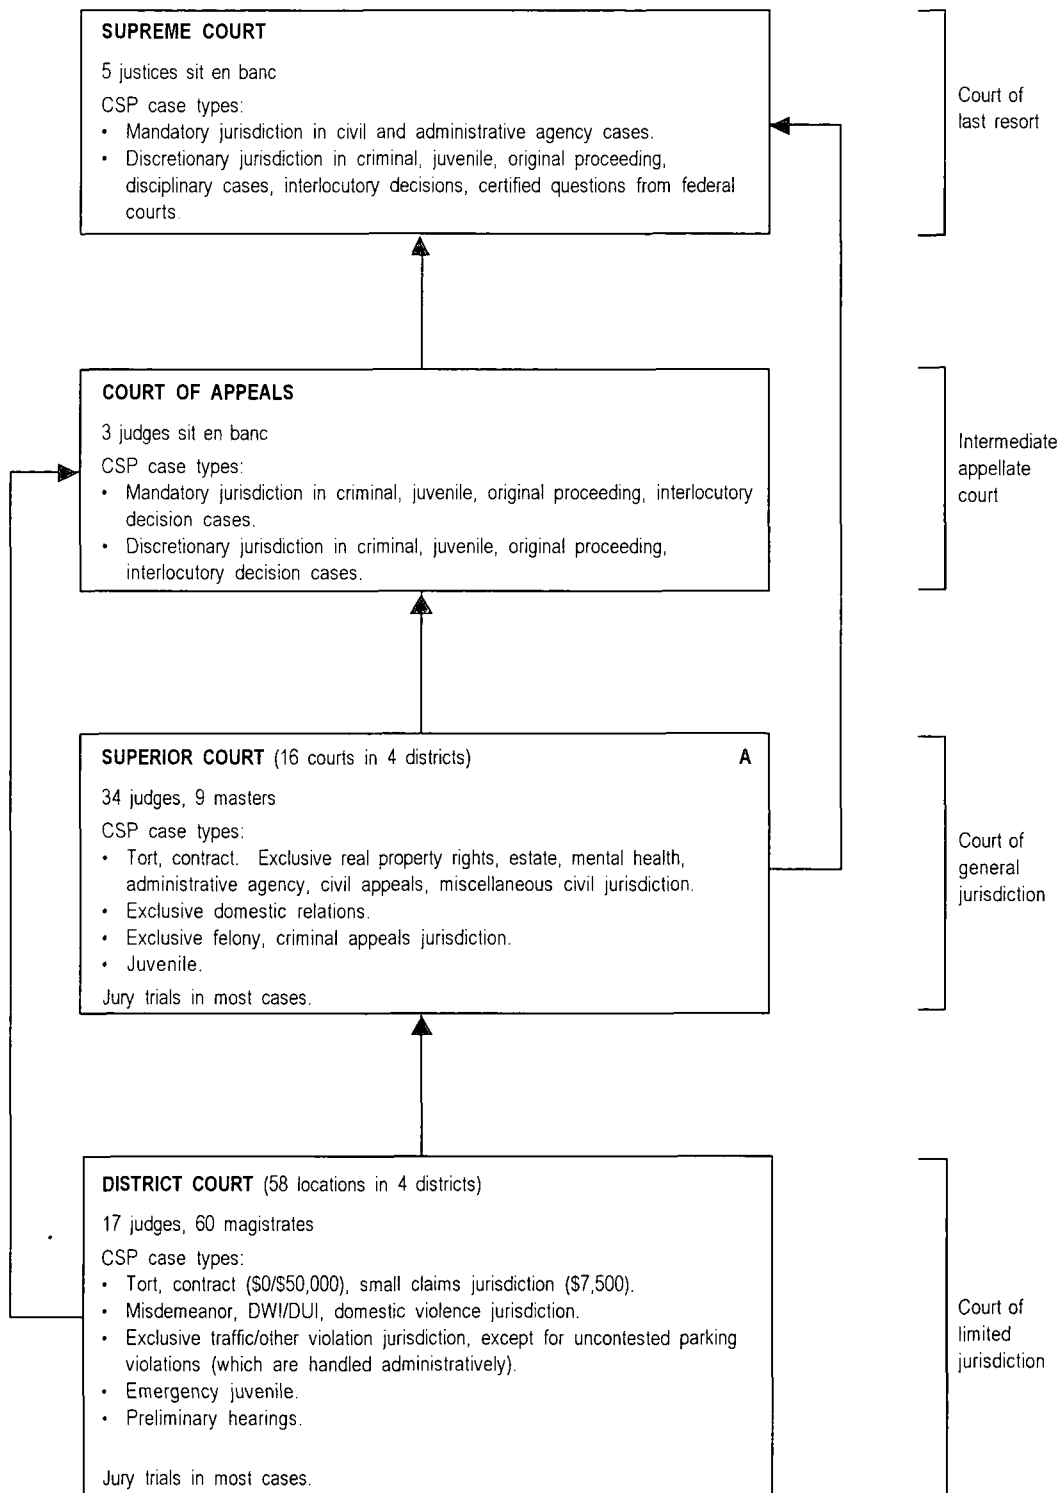 SUPREME COURT
5 justices sit en banc
CSP case types:
• Mandatory jurisdiction in civil and administrative agency cases.
• Discretionary jurisdiction in criminal, juvenile, original proceeding,
disciplinary cases, interlocutory decisions, certified questions from federal
courts.
Court of
last resort
COURT OF APPEALS
3 judges sit en banc
CSP case types:
• Mandatory jurisdiction in criminal, juvenile, original proceeding, interlocutory
decision cases.
• Discretionary jurisdiction in criminal, juvenile, original proceeding,
interlocutory decision cases.
Intermediate
appellate
court
SUPERIOR COURT (16 courts in 4 districts) A
34 judges, 9 masters
CSP case types:
• Tort, contract. Exclusive real property rights, estate, mental health,
administrative agency, civil appeals, miscellaneous civil jurisdiction.
• Exclusive domestic relations.
• Exclusive felony, criminal appeals jurisdiction.
• Juvenile.
Jury trials in most cases.
Court of
general
jurisdiction
DISTRICT COURT (58 locations in 4 districts)
17 judges, 60 magistrates
CSP case types:
• Tort, contract ($0/$50,000), small claims jurisdiction ($7,500).
• Misdemeanor, DWI/DUI, domestic violence jurisdiction.
• Exclusive traffic/other violation jurisdiction, except for uncontested parking
violations (which are handled administratively).
• Emergency juvenile.
• Preliminary hearings.
Jury trials in most cases.
Court of
limited
jurisdiction